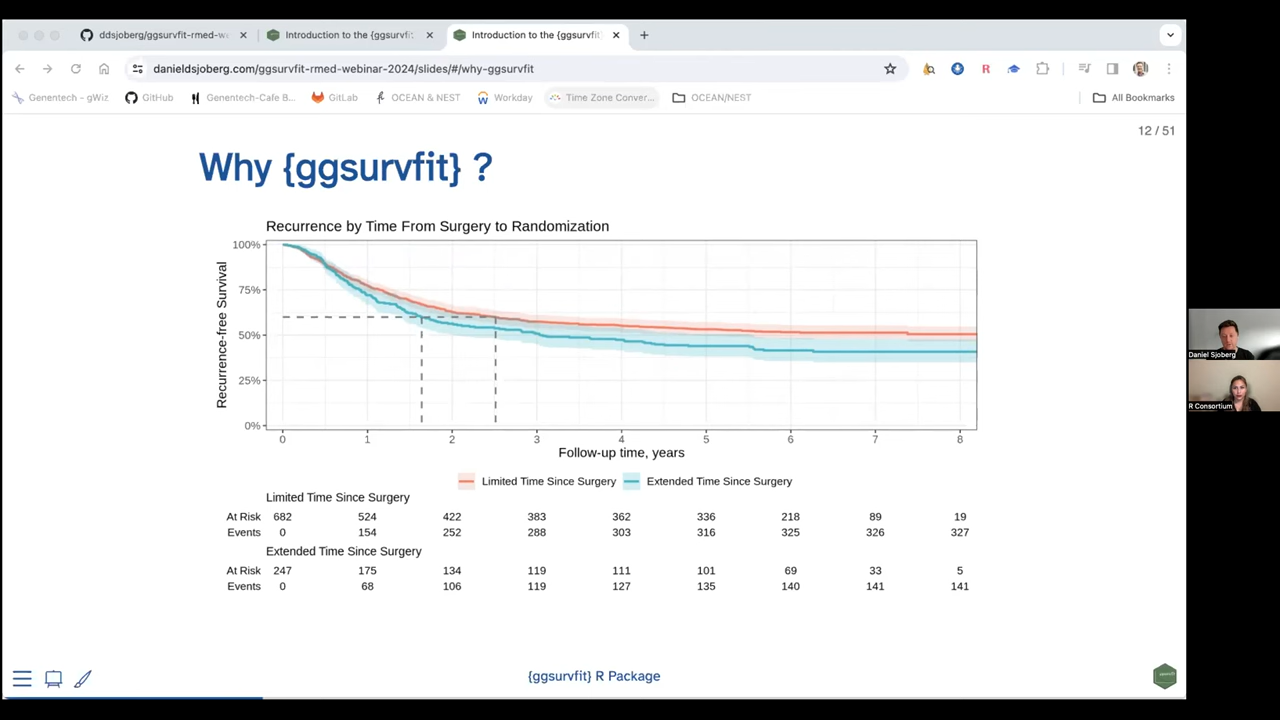 ddsjoberg/ggsurvfit-rmed-we
Introduction to the {ggsurvfit}
Introduction to the {ggsurvfit}
danieldsjoberg.com/ggsurvfit-rmed-webinar-2024/slides/#/why-ggsurvfit
Genentech - gWiz
GitHub
Genentech-Cafe B...
GitLab
OCEAN & NEST
Workday
Time Zone Conver...
OCEAN/NEST
All Bookmarks
12 / 51
Why {ggsurvfit} ?
Recurrence by Time From Surgery to Randomization
Recurrence-free Survival
100%
75%
50%
25%
0%
0 1 2 3 4 5 6 7 8
Follow-up time, years
Limited Time Since Surgery Extended Time Since Surgery
Limited Time Since Surgery
At Risk 682 524 422 383 362 336 218 89 19
Events 0 154 252 288 303 316 325 326 327
Extended Time Since Surgery
At Risk 247 175 134 119 111 101 69 33 5
Events 0 68 106 119 127 135 140 141 141
{ggsurvfit} R Package
Daniel Sjoberg
R Consortium